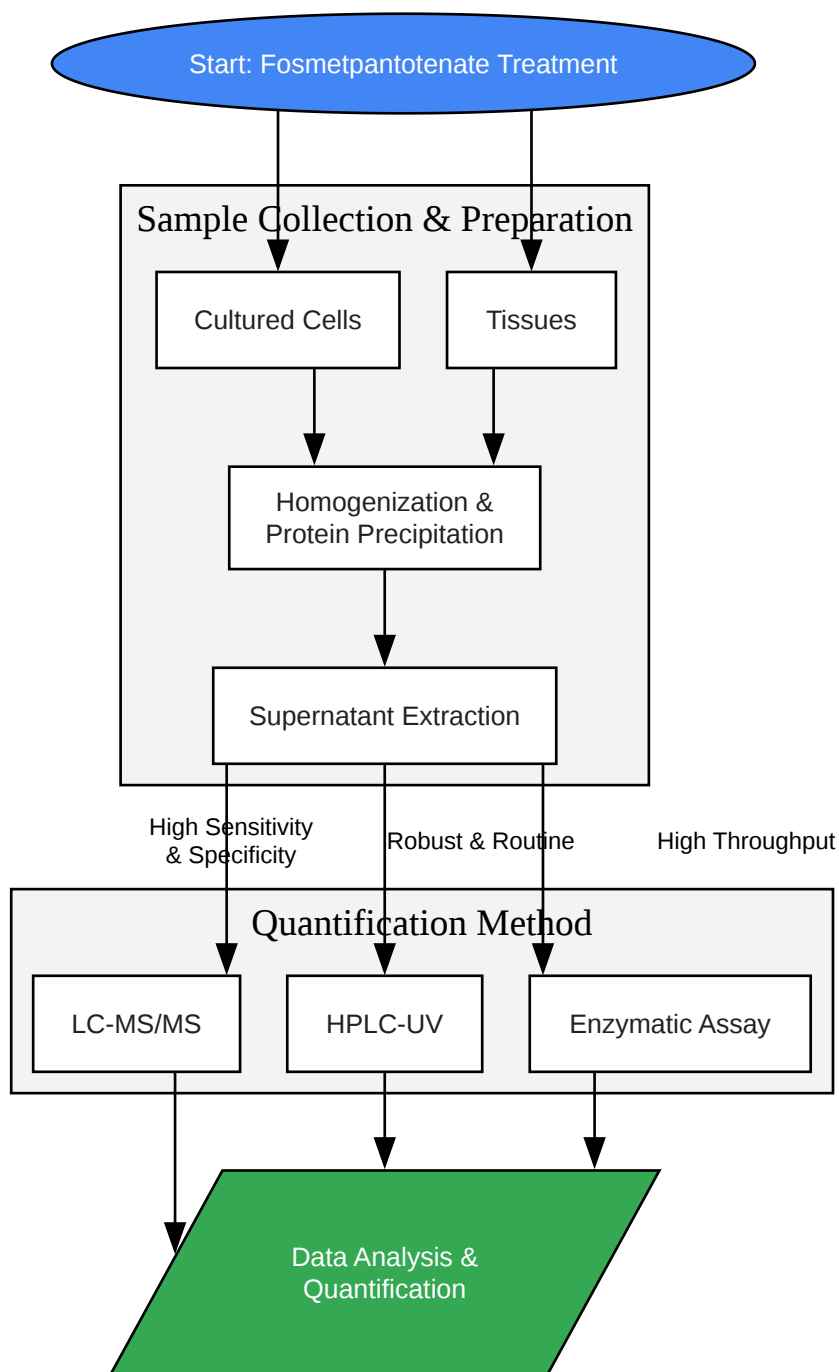 Start: Fosmetpantotenate Treatment
Sample Collection & Preparation
Cultured Cells
Tissues
Homogenization &
Protein Precipitation
Supernatant Extraction
High Sensitivity
& Specificity
Robust & Routine
High Throughput
Quantification Method
LC-MS/MS
HPLC-UV
Enzymatic Assay
Data Analysis &
Quantification